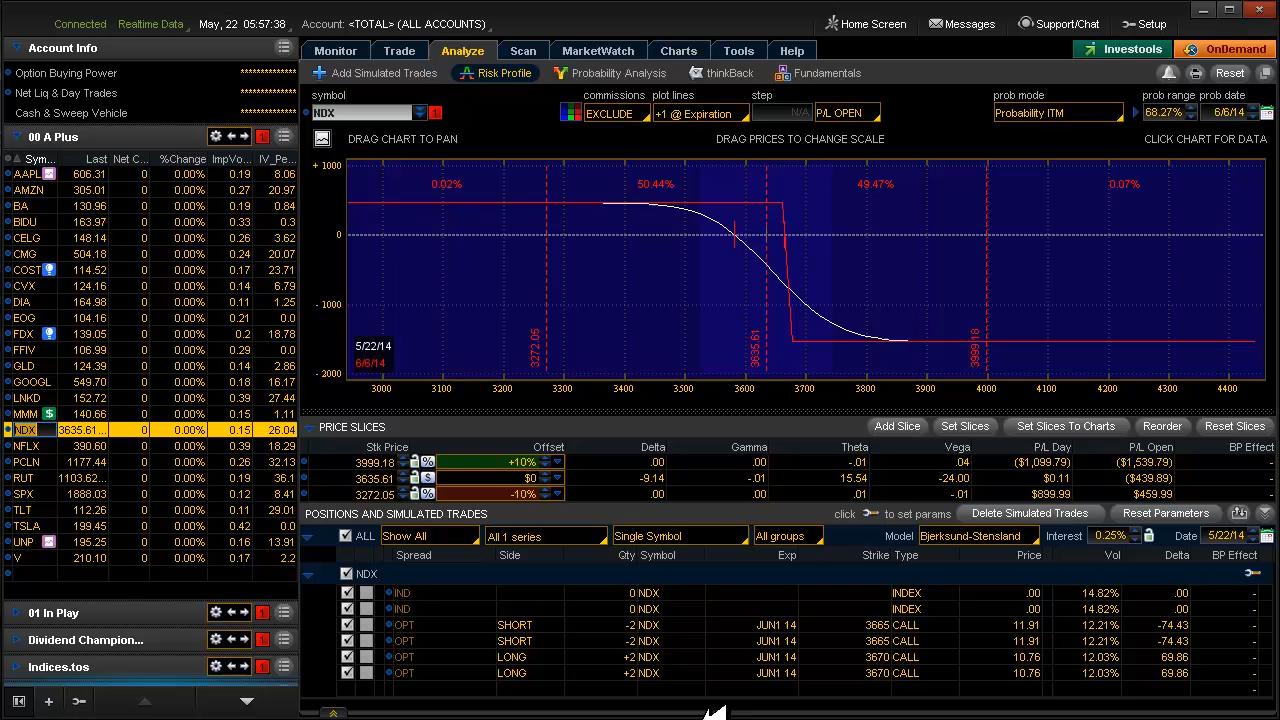 Connected Realtime Data May, 22 05:57:38 Account: <TOTAL> (ALL ACCOUNTS) Home Screen Messages Support/Chat Setup
Account Info
Option Buying Power **************
Net Liq & Day Trades **************
Cash & Sweep Vehicle **************
00 A Plus 1
Sym... Last Net C... %Change ImpVo... IV_Pe...
AAPL 606.31 0 0.00% 0.19 8.06
AMZN 305.01 0 0.00% 0.27 20.97
BA 130.96 0 0.00% 0.19 0.84
BIDU 163.97 0 0.00% 0.33 0.3
CELG 148.14 0 0.00% 0.26 3.62
CMG 504.18 0 0.00% 0.24 20.07
COST 114.52 0 0.00% 0.17 23.71
CVX 124.16 0 0.00% 0.14 6.79
DIA 164.98 0 0.00% 0.11 1.25
EOG 104.16 0 0.00% 0.21 0.0
FDX 139.05 0 0.00% 0.2 18.78
FFIV 106.99 0 0.00% 0.29 0.0
GLD 124.39 0 0.00% 0.12 2.86
GOOGL 549.70 0 0.00% 0.18 16.17
LNKD 152.72 0 0.00% 0.39 27.44
MMM $ 140.66 0 0.00% 0.15 1.11
NDX 3635.61... 0 0.00% 0.15 26.04
NFLX 390.60 0 0.00% 0.39 18.29
PCLN 1177.44 0 0.00% 0.26 32.13
RUT 1103.62... 0 0.00% 0.19 36.1
SPX 1888.03 0 0.00% 0.12 8.41
TLT 112.26 0 0.00% 0.11 29.01
TSLA 199.45 0 0.00% 0.42 0.0
UNP 195.25 0 0.00% 0.16 13.91
V 210.10 0 0.00% 0.17 2.2
01 In Play 1
Dividend Champion... 1
Indices.tos 1
Monitor Trade Analyze Scan MarketWatch Charts Tools Help Investools OnDemand
Add Simulated Trades Risk Profile Probability Analysis thinkBack Fundamentals Reset
symbol commissions plot lines step prob mode prob range prob date
NDX 1 EXCLUDE +1 @ Expiration N/A P/L OPEN Probability ITM 68.27% 6/6/14
DRAG CHART TO PAN DRAG PRICES TO CHANGE SCALE CLICK CHART FOR DATA
+ 1000
0.02% 50.44% 49.47% 0.07%
0
- 1000
3272.05 3635.61 3999.18
5/22/14
6/6/14
- 2000
3000 3100 3200 3300 3400 3500 3600 3700 3800 3900 4000 4100 4200 4300 4400
PRICE SLICES Add Slice Set Slices Set Slices To Charts Reorder Reset Slices
Stk Price Offset Delta Gamma Theta Vega P/L Day P/L Open BP Effect
3999.18 % +10% .00 .00 -.01 .04 ($1,099.79) ($1,539.79) -
3635.61 $ $0 -9.14 -.01 15.54 -24.00 $0.11 ($439.89) -
3272.05 % -10% .00 .00 .01 -.01 $899.99 $459.99 -
POSITIONS AND SIMULATED TRADES click to set params Delete Simulated Trades Reset Parameters
ALL Show All All 1 series Single Symbol All groups Model Bjerksund-Stensland Interest 0.25% Date 5/22/14
Spread Side Qty Symbol Exp Strike Type Price Vol Delta BP Effect
NDX
IND 0 NDX INDEX .00 14.82% .00 -
IND 0 NDX INDEX .00 14.82% .00 -
OPT SHORT -2 NDX JUN1 14 3665 CALL 11.91 12.21% -74.43 -
OPT SHORT -2 NDX JUN1 14 3665 CALL 11.91 12.21% -74.43 -
OPT LONG +2 NDX JUN1 14 3670 CALL 10.76 12.03% 69.86 -
OPT LONG +2 NDX JUN1 14 3670 CALL 10.76 12.03% 69.86 -